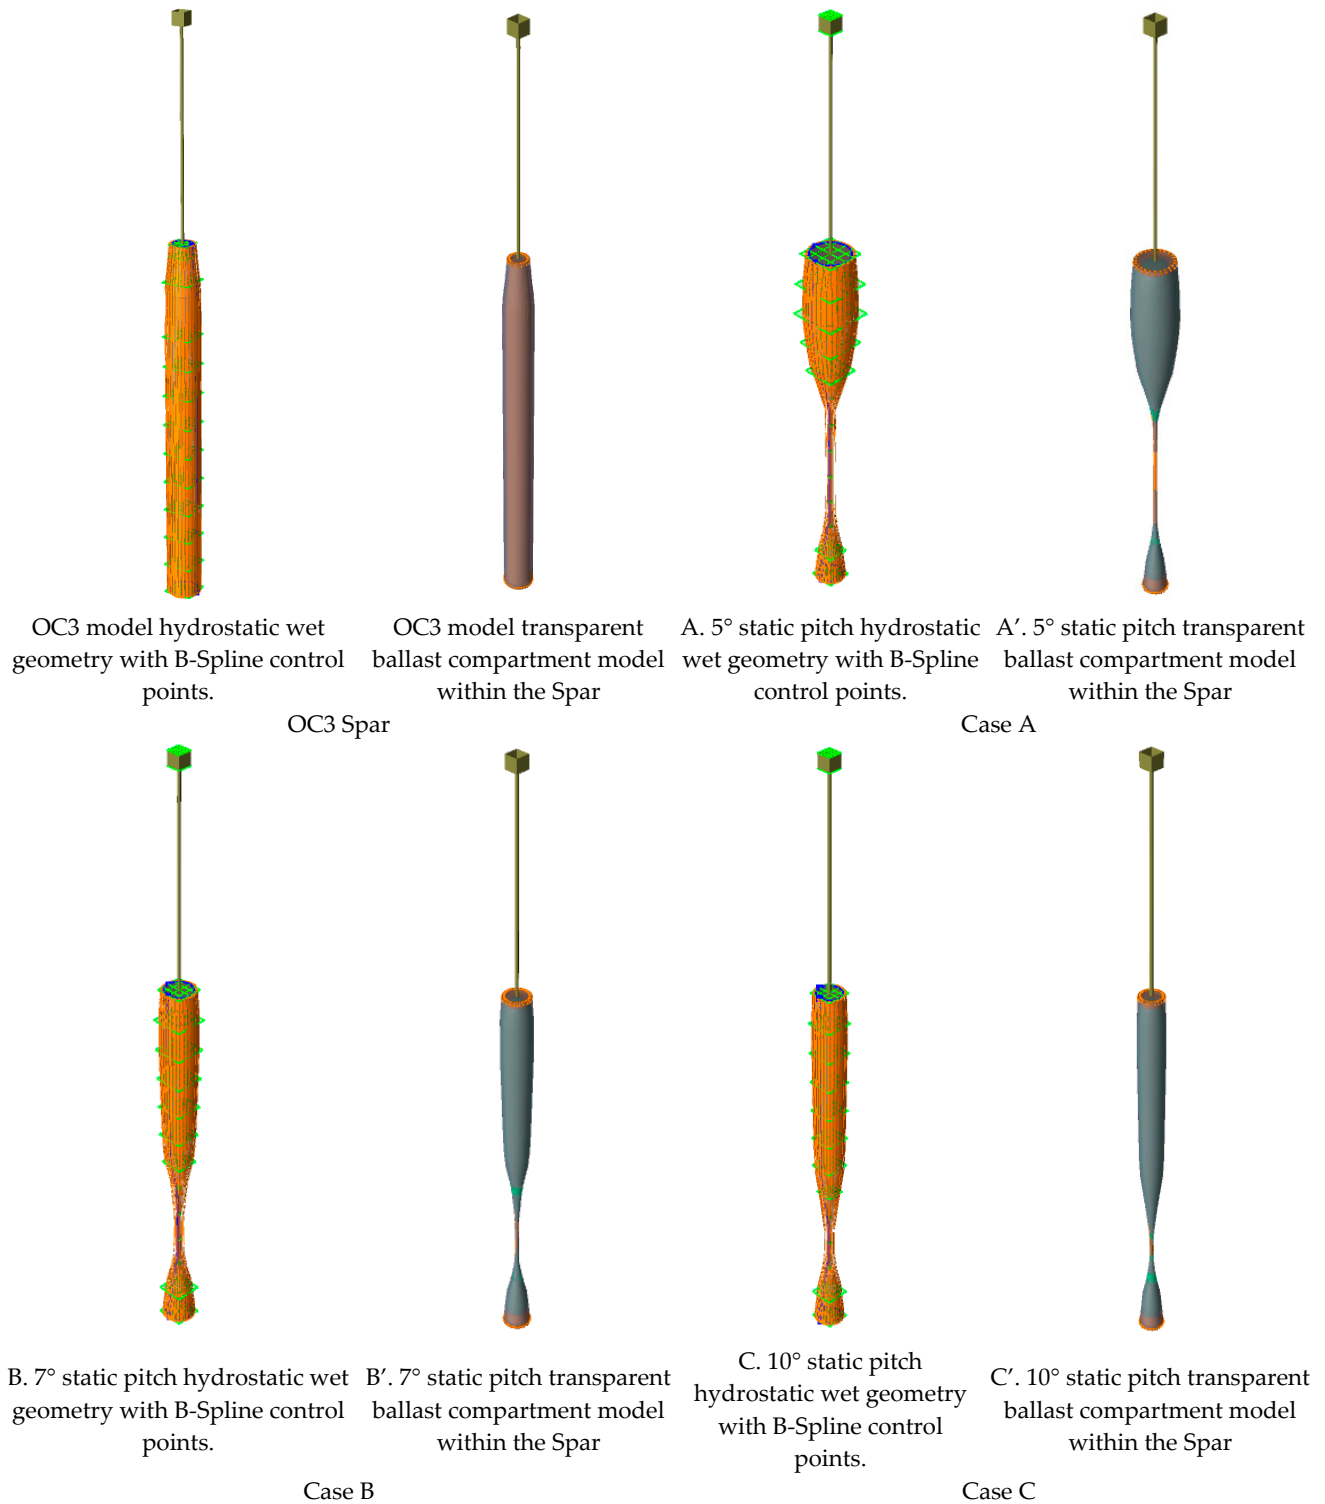 OC3 model hydrostatic wet
geometry with B-Spline control
points.
OC3 model transparent
ballast compartment model
within the Spar
OC3 Spar
A. 5° static pitch hydrostatic
wet geometry with B-Spline
control points.
A′. 5° static pitch transparent
ballast compartment model
within the Spar
Case A
B. 7° static pitch hydrostatic wet
geometry with B-Spline control
points.
B′. 7° static pitch transparent
ballast compartment model
within the Spar
Case B
C. 10° static pitch
hydrostatic wet geometry
with B-Spline control
points.
C′. 10° static pitch transparent
ballast compartment model
within the Spar
Case C